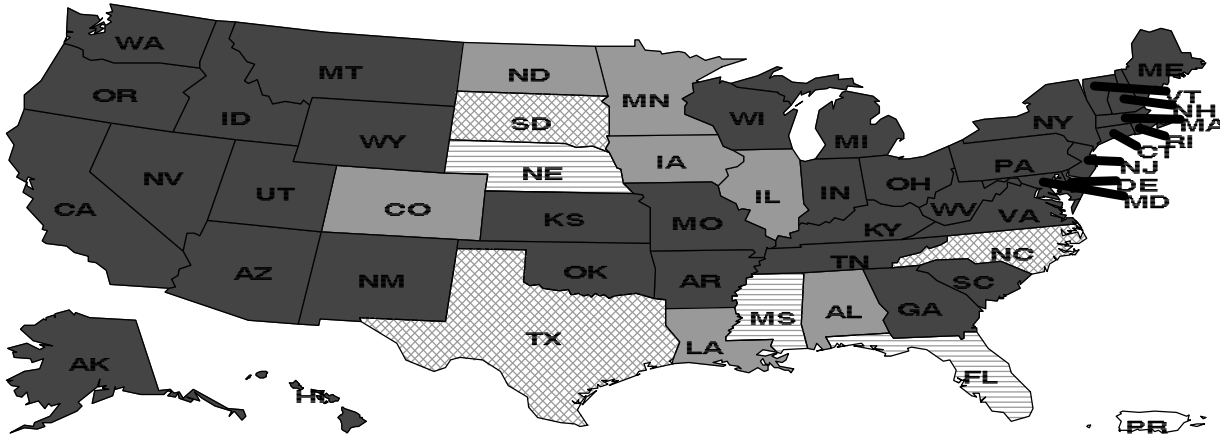 WA
MT
ND
MN
ME
OR
ID
WY
SD
WI
MI
NY
VT
NH
MA
RI
CT
NV
UT
CO
NE
IA
IL
IN
OH
PA
NJ
DE
MD
CA
AZ
NM
KS
MO
KY
WV
VA
OK
AR
TN
NC
SC
TX
LA
MS
AL
GA
FL
AK
HI
PR